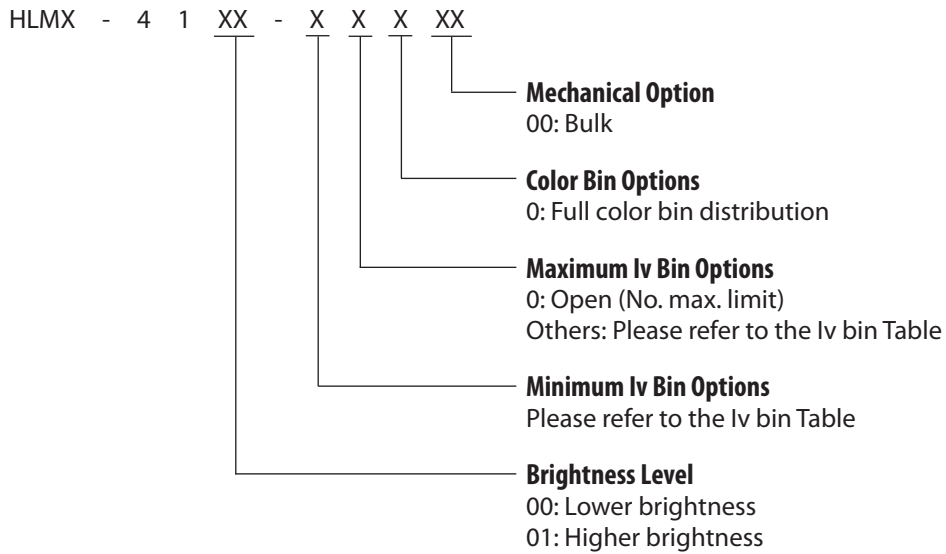 HLMX - 4 1 XX - X X X XX
Mechanical Option
00: Bulk
Color Bin Options
0: Full color bin distribution
Maximum Iv Bin Options
0: Open (No. max. limit)
Others: Please refer to the Iv bin Table
Minimum Iv Bin Options
Please refer to the Iv bin Table
Brightness Level
00: Lower brightness
01: Higher brightness